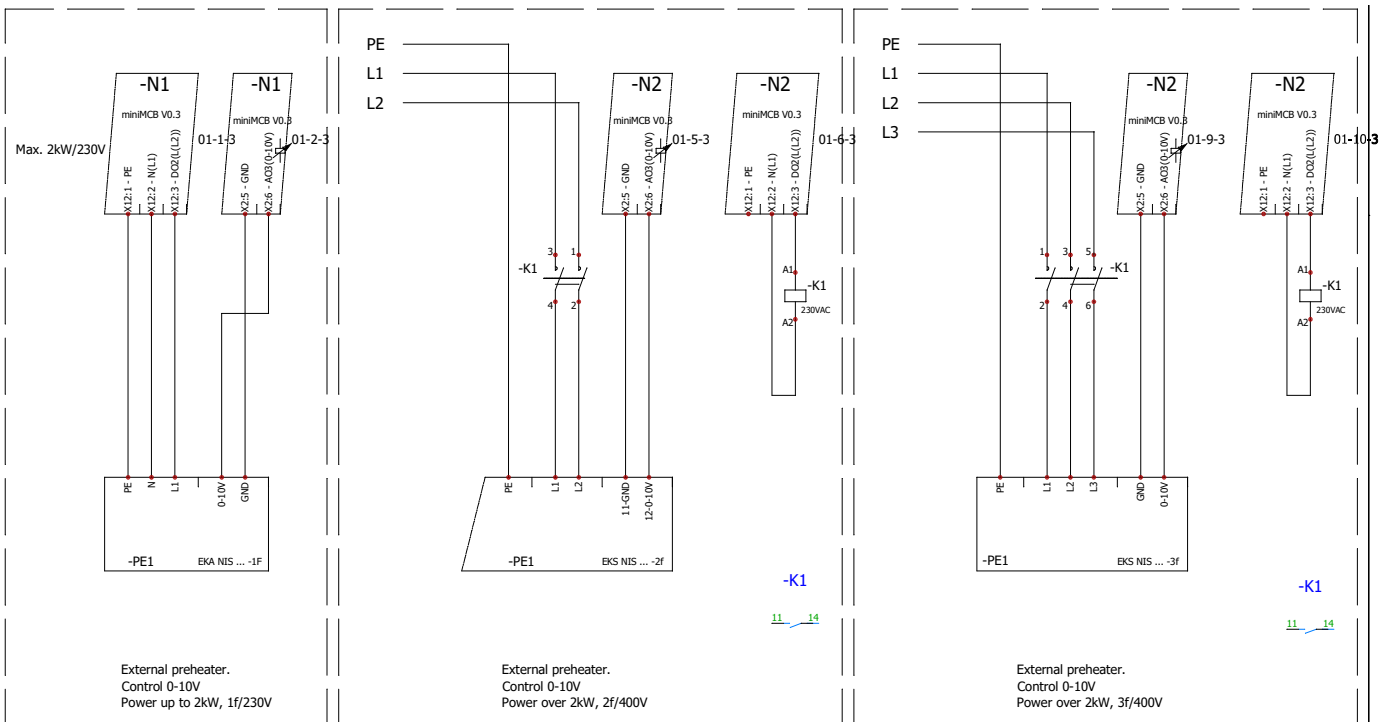 Max. 2kW/230V
-N1
miniMCB V0.3
01-1-3
X12:1 - PE
X12:2 - N(L1)
X12:3 - DO2(L(L2))
-N1
miniMCB V0.3
01-2-3
X2:5 - GND
X2:6 - AO3(0-10V)
PE
N
L1
0-10V
GND
-PE1
EKA NIS ... -1F
External preheater.
Control 0-10V
Power up to 2kW, 1f/230V
PE
L1
L2
-N2
miniMCB V0.3
01-5-3
X2:5 - GND
X2:6 - AO3(0-10V)
-N2
miniMCB V0.3
01-6-3
X12:1 - PE
X12:2 - N(L1)
X12:3 - DO2(L(L2))
3
1
-K1
4
2
A1
-K1
230VAC
A2
PE
L1
L2
11-GND
12-0-10V
-PE1
EKS NIS ... -2f
-K1
11
14
External preheater.
Control 0-10V
Power over 2kW, 2f/400V
PE
L1
L2
L3
-N2
miniMCB V0.3
01-9-3
X2:5 - GND
X2:6 - AO3(0-10V)
-N2
miniMCB V0.3
01-10-3
X12:1 - PE
X12:2 - N(L1)
X12:3 - DO2(L(L2))
1
3
5
-K1
2
4
6
A1
-K1
230VAC
A2
PE
L1
L2
L3
GND
0-10V
-PE1
EKS NIS ... -3f
-K1
11
14
External preheater.
Control 0-10V
Power over 2kW, 3f/400V